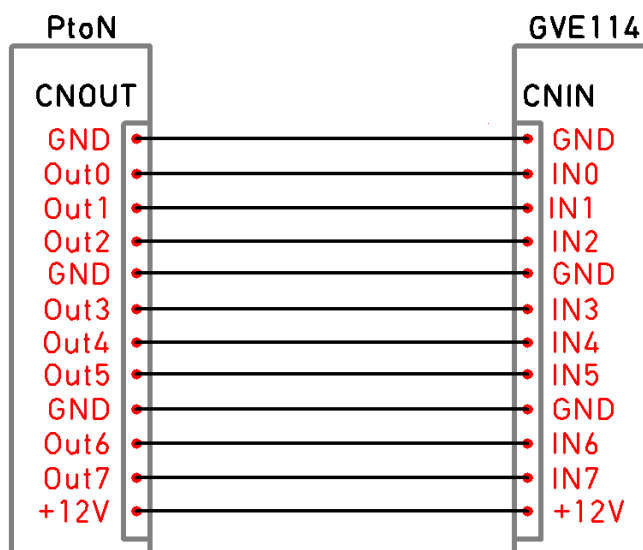 PtoN GVE114
CNOUT CNIN
GND GND
Out0 IN0
Out1 IN1
Out2 IN2
GND GND
Out3 IN3
Out4 IN4
Out5 IN5
GND GND
Out6 IN6
Out7 IN7
+12V +12V